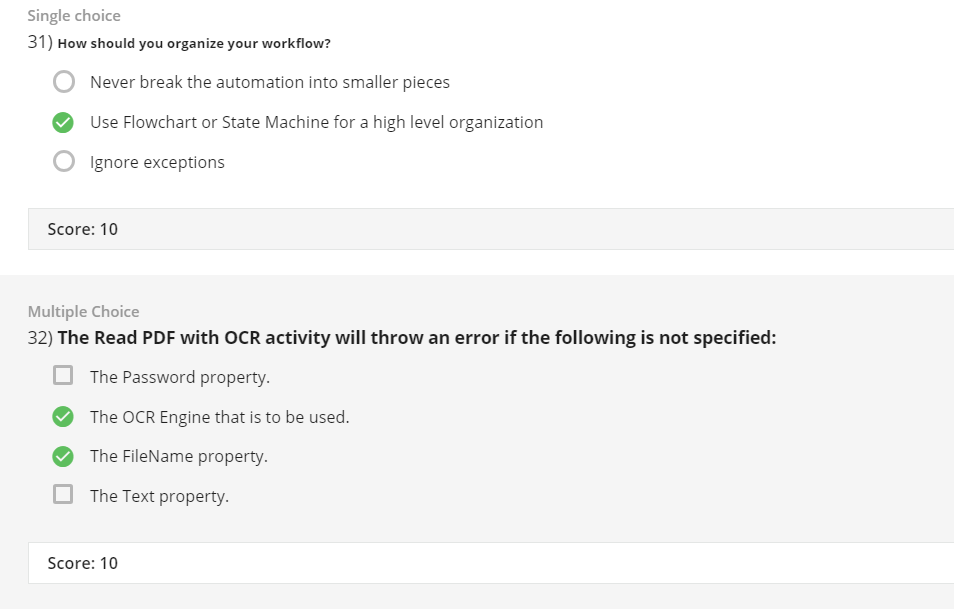 Single choice
31) How should you organize your workflow?
Never break the automation into smaller pieces
Use Flowchart or State Machine for a high level organization
Ignore exceptions
Score: 10
Multiple Choice
32) The Read PDF with OCR activity will throw an error if the following is not specified:
The Password property.
The OCR Engine that is to be used.
The FileName property.
The Text property.
Score: 10